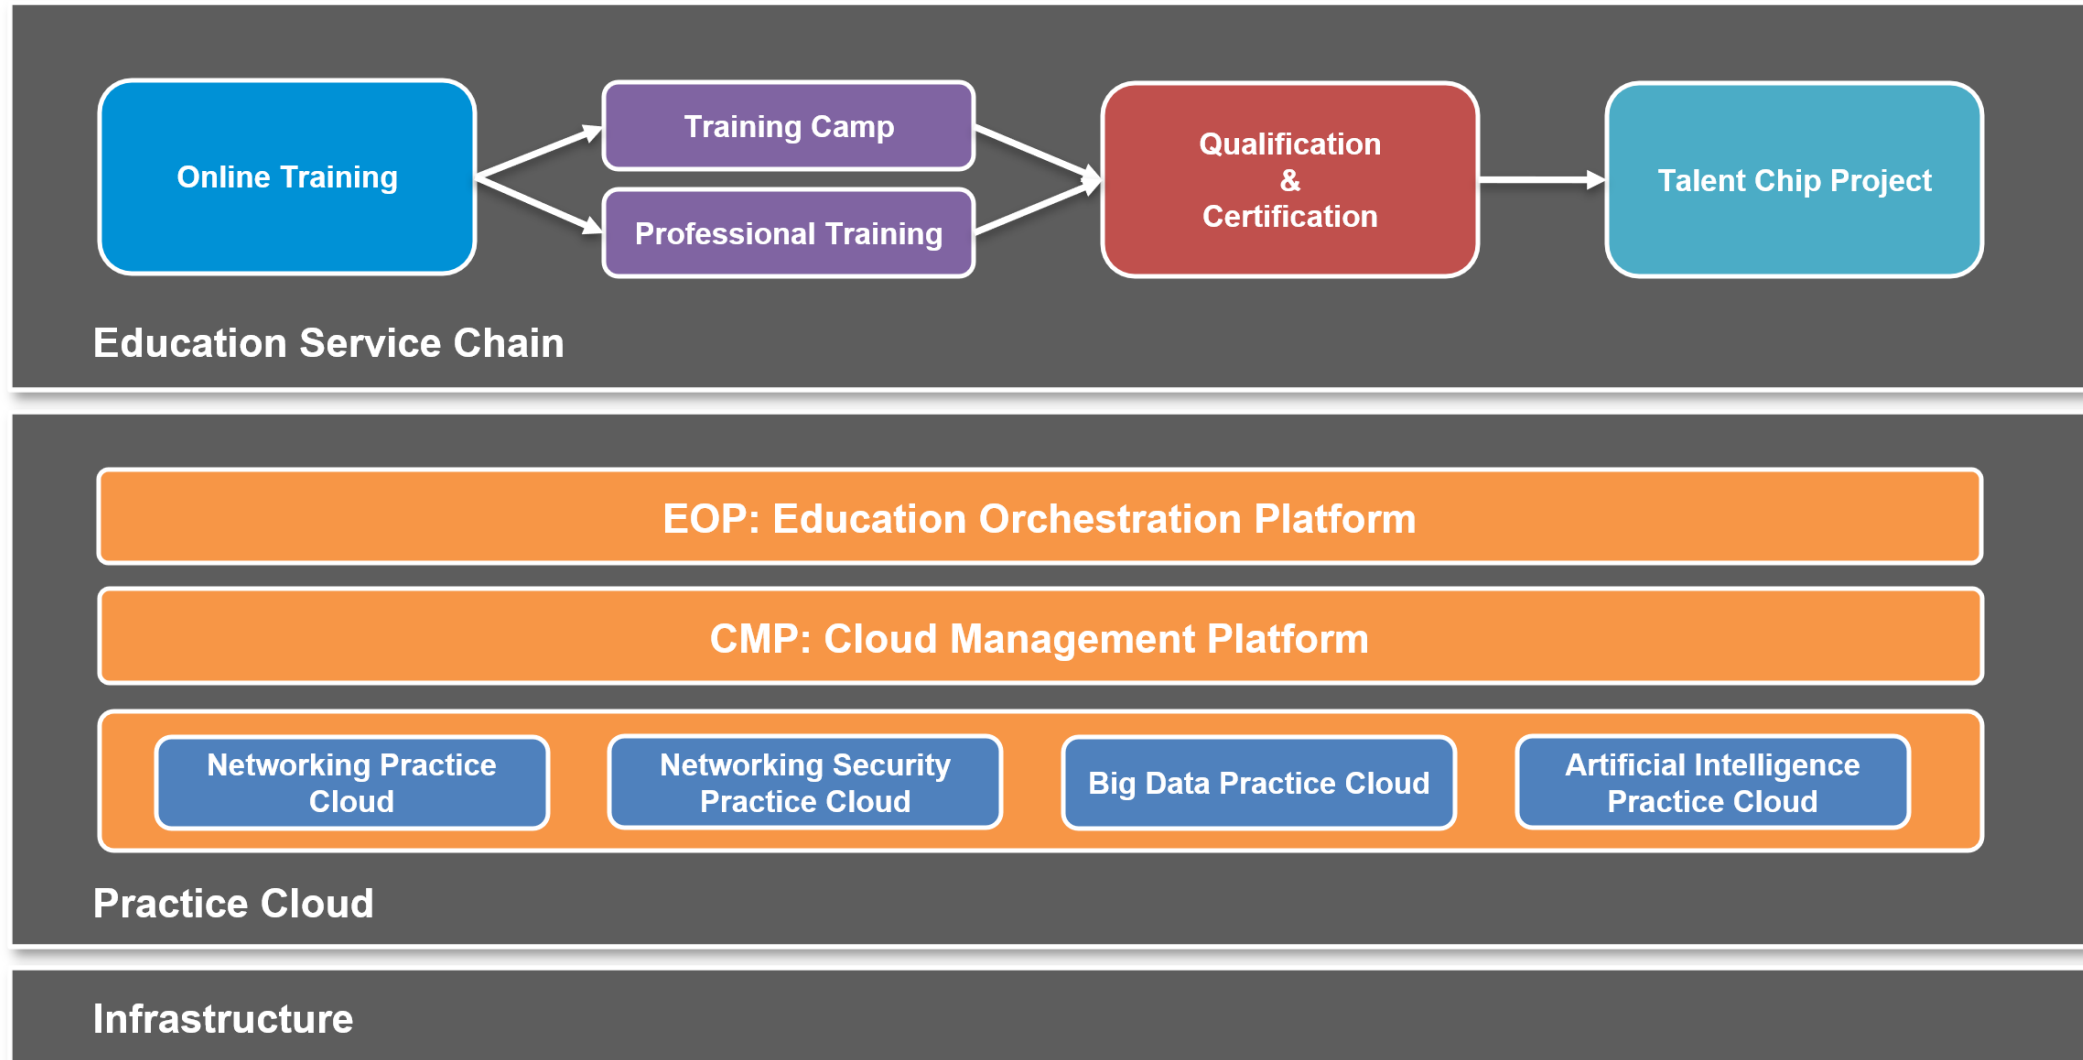 Online Training
Training Camp
Professional Training
Qualification
&
Certification
Talent Chip Project
Education Service Chain
EOP: Education Orchestration Platform
CMP: Cloud Management Platform
Networking Practice
Cloud
Networking Security
Practice Cloud
Big Data Practice Cloud
Artificial Intelligence
Practice Cloud
Practice Cloud
Infrastructure